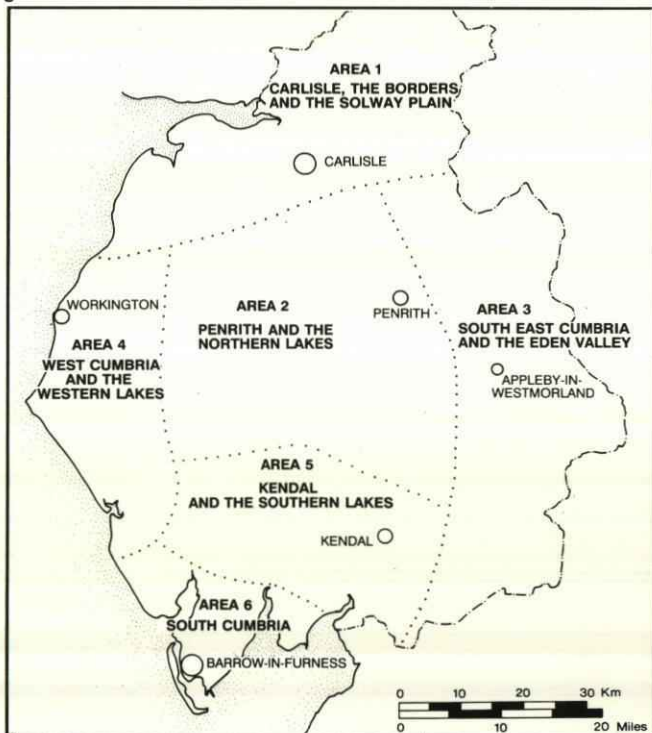 AREA 1
CARLISLE, THE BORDERS
AND THE SOLWAY PLAIN
CARLISLE
WORKINGTON
AREA 2
PENRITH AND THE
NORTHERN LAKES
PENRITH
AREA 3
SOUTH EAST CUMBRIA
AND THE EDEN VALLEY
AREA 4
WEST CUMBRIA
AND THE
WESTERN LAKES
APPLEBY-IN-
WESTMORLAND
AREA 5
KENDAL
AND THE SOUTHERN LAKES
KENDAL
AREA 6
SOUTH CUMBRIA
BARROW-IN-FURNESS
0 10 20 30 Km
0 10 20 Miles